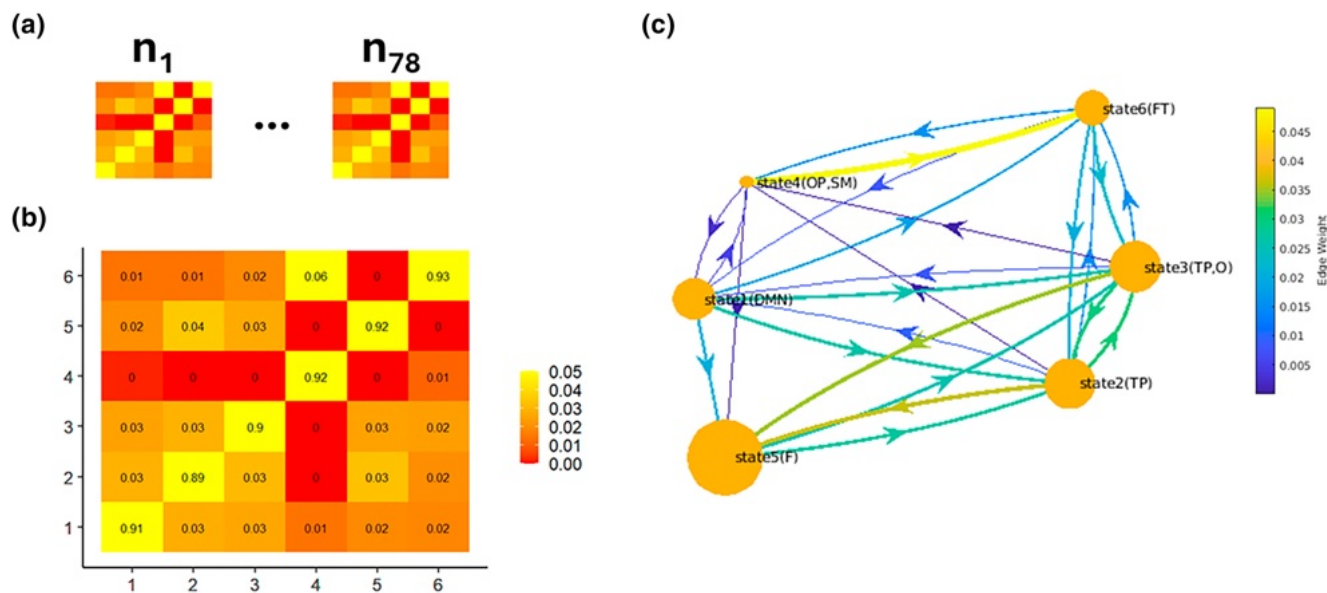 (a)
n1 ... n78
(b)
6 0.01 0.01 0.02 0.06 0 0.93
5 0.02 0.04 0.03 0 0.92 0
4 0 0 0 0.92 0 0.01
3 0.03 0.03 0.9 0 0.03 0.02
2 0.03 0.89 0.03 0 0.03 0.02
1 0.91 0.03 0.03 0.01 0.02 0.02
1 2 3 4 5 6
0.05
0.04
0.03
0.02
0.01
0.00
(c)
state6(FT)
state4(OP,SM)
state3(TP,O)
state1(DMN)
state2(TP)
state5(F)
0.045
0.04
0.035
0.03
0.025
0.02
0.015
0.01
0.005
Edge Weight